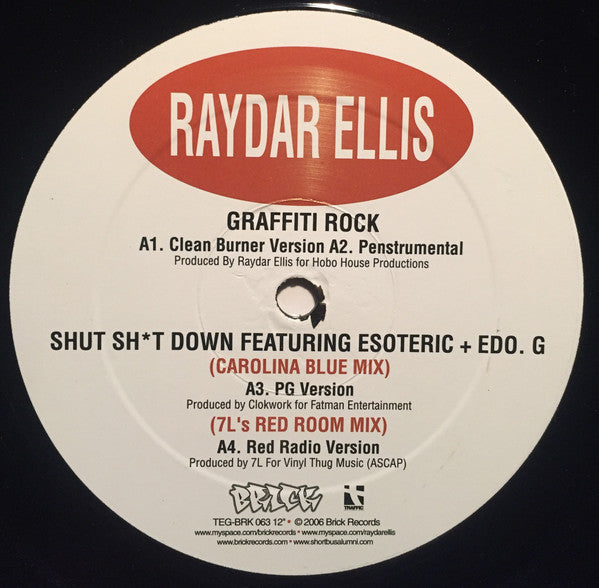 RAYDAR ELLIS
GRAFFITI ROCK
A1. Clean Burner Version A2. Penstrumental
Produced By Raydar Ellis for Hobo House Productions
SHUT SH*T DOWN FEATURING ESOTERIC + EDO. G
(CAROLINA BLUE MIX)
A3. PG Version
Produced by Clokwork for Fatman Entertainment
(7L's RED ROOM MIX)
A4. Red Radio Version
Produced by 7L For Vinyl Thug Music (ASCAP)
BRICK
TRAFFIC
TEG-BRK 063 12" • © 2006 Brick Records
www.myspace.com/brickrecords • www.myspace.com/raydarellis
www.brickrecords.com • www.shortbusalumni.com